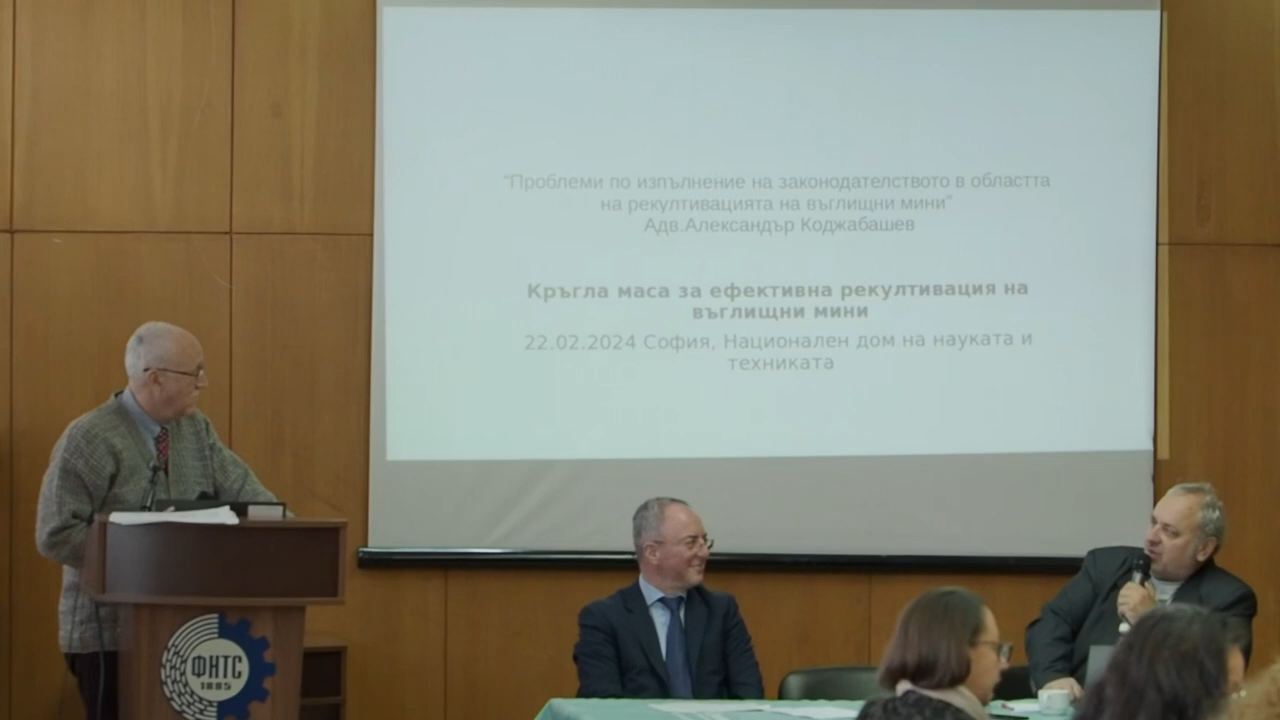 "Проблеми по изпълнение на законодателството в областта
на рекултивацията на въглищни мини"
Адв.Александър Коджабашев
Кръгла маса за ефективна рекултивация на
въглищни мини
22.02.2024 София, Национален дом на науката и
техниката
ФНТС
1885